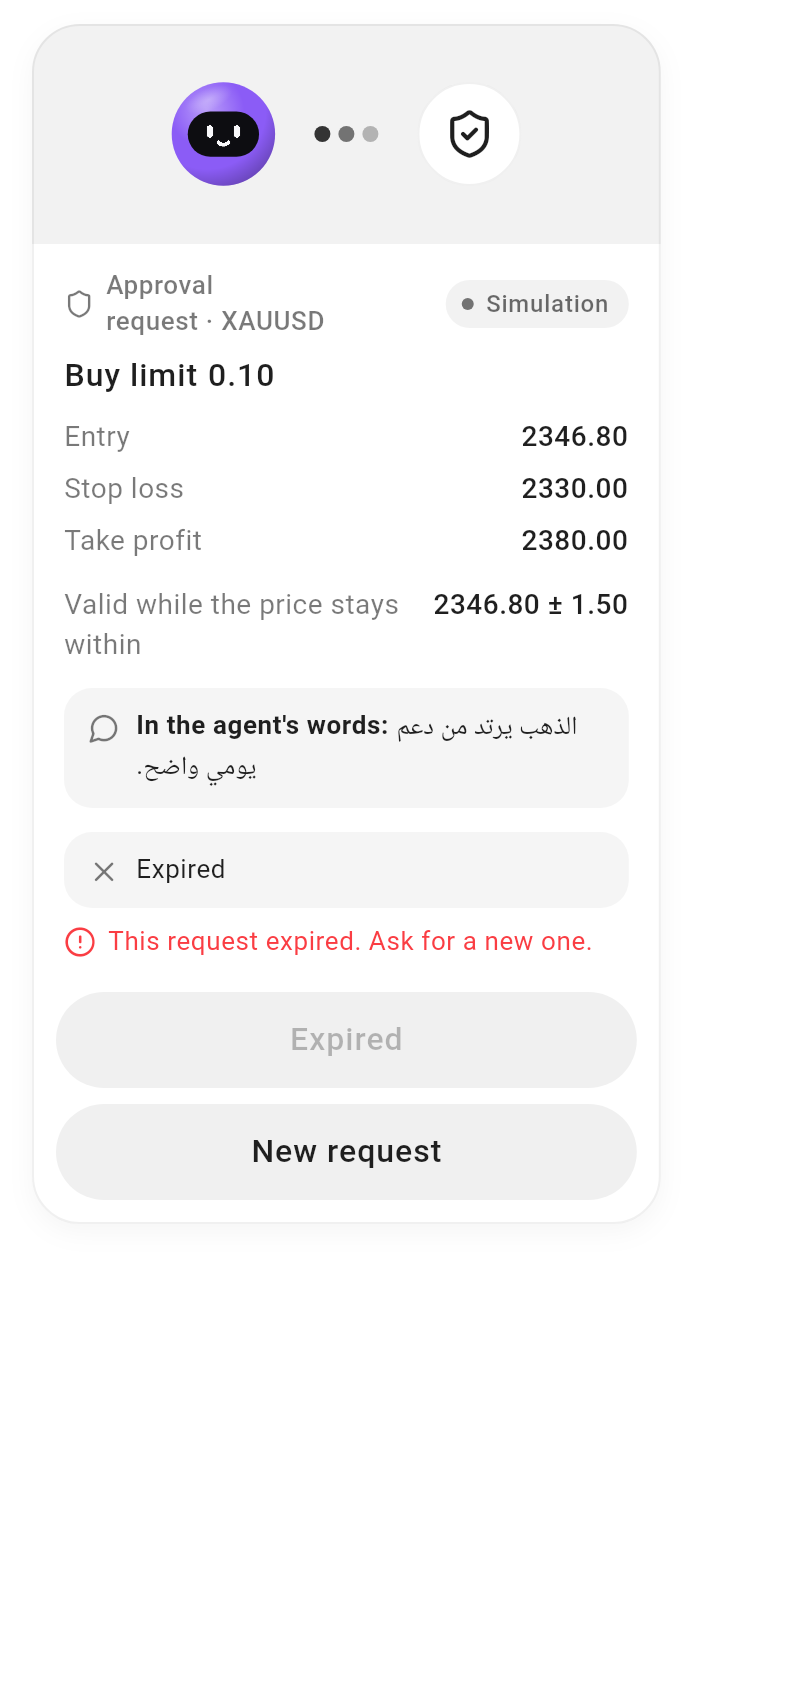 Approval
request · XAUUSD
Simulation
Buy limit 0.10
Entry 2346.80
Stop loss 2330.00
Take profit 2380.00
Valid while the price stays 2346.80 ± 1.50
within
In the agent's words: الذهب يرتد من دعم
يومي واضح.
Expired
This request expired. Ask for a new one.
Expired
New request